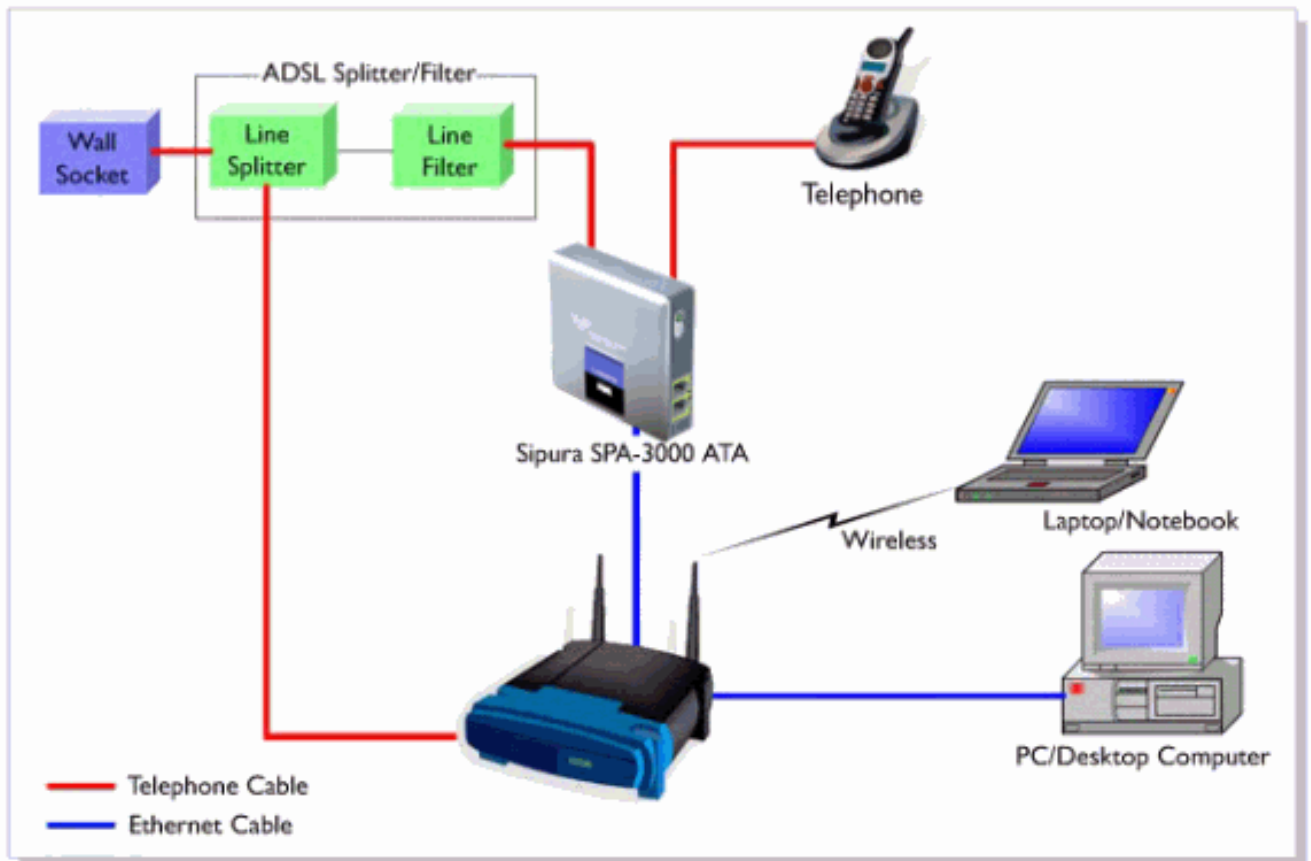 ADSL Splitter/Filter
Wall
Socket
Line
Splitter
Line
Filter
Telephone
Sipura SPA-3000 ATA
Wireless
Laptop/Notebook
PC/Desktop Computer
Telephone Cable
Ethernet Cable